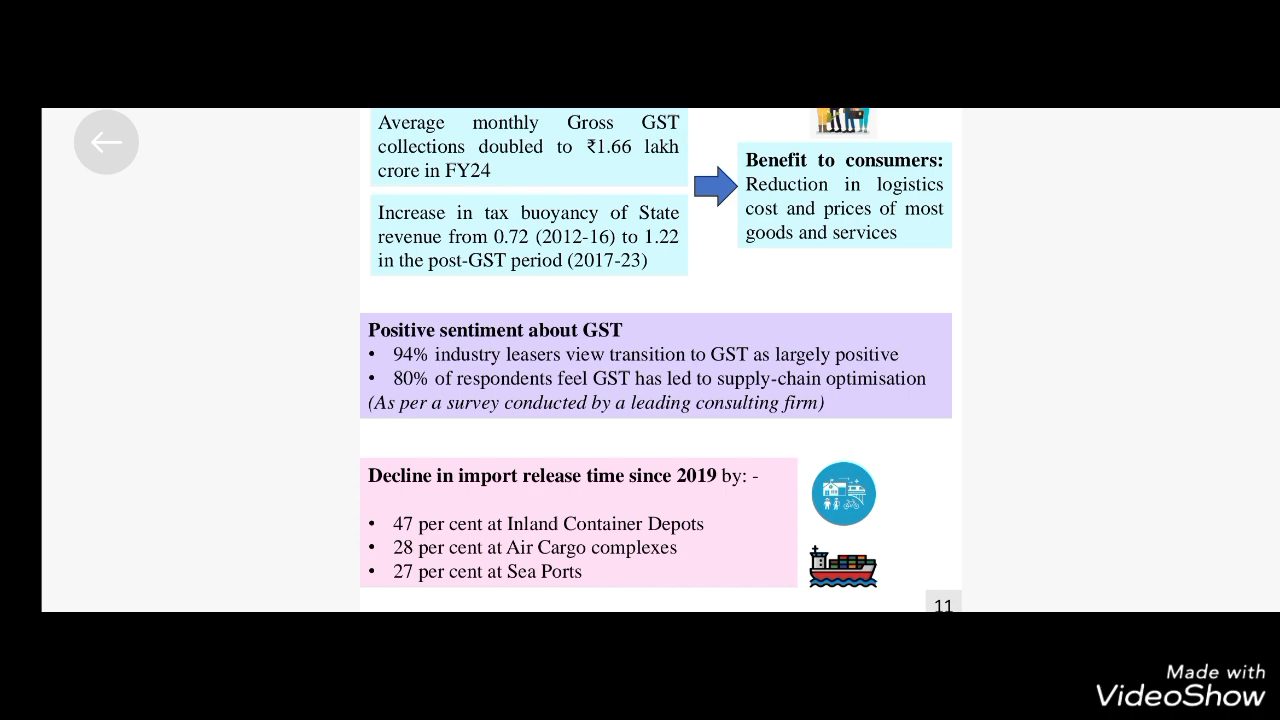 Average monthly Gross GST
collections doubled to ₹1.66 lakh
crore in FY24
Increase in tax buoyancy of State
revenue from 0.72 (2012-16) to 1.22
in the post-GST period (2017-23)
Benefit to consumers:
Reduction in logistics
cost and prices of most
goods and services
Positive sentiment about GST
• 94% industry leasers view transition to GST as largely positive
• 80% of respondents feel GST has led to supply-chain optimisation
(As per a survey conducted by a leading consulting firm)
Decline in import release time since 2019 by: -
• 47 per cent at Inland Container Depots
• 28 per cent at Air Cargo complexes
• 27 per cent at Sea Ports
11
Made with
VideoShow